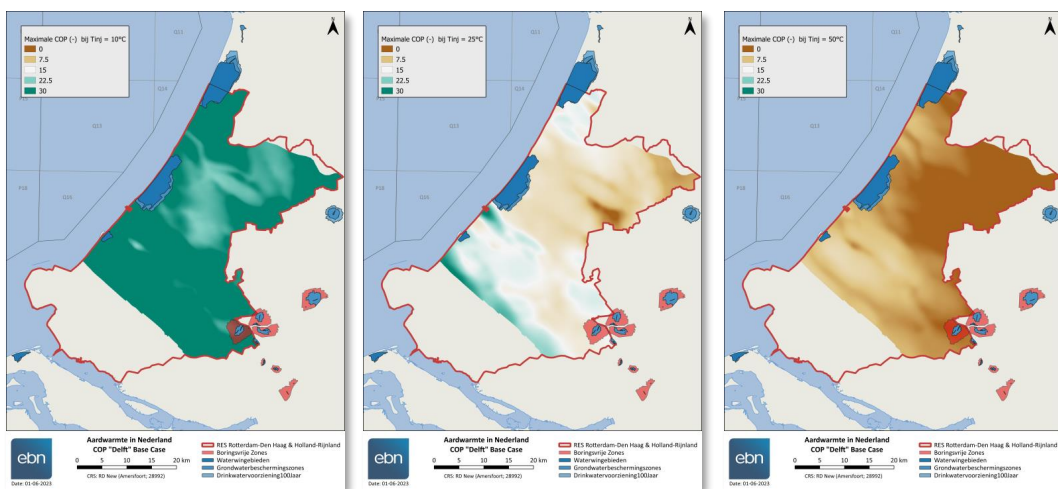 Maximale COP (-) bij Tinj = 10°C
0
7.5
15
22.5
30
N
Q13
Q14
Q13
P18
Q16
ebn
Date: 01-06-2023
Aardwarmte in Nederland
COP "Delft" Base Case
0 5 10 15 20 km
CRS: RD New (Amersfoort; 28992)
RES Rotterdam-Den Haag & Holland-Rijnland
Boringsvrije Zones
Waterwingebieden
Grondwaterbeschermingszones
Drinkwatervoorziening100Jaar
Maximale COP (-) bij Tinj = 25°C
0
7.5
15
22.5
30
N
ebn
Date: 01-06-2023
Aardwarmte in Nederland
COP "Delft" Base Case
0 5 10 15 20 km
CRS: RD New (Amersfoort; 28992)
RES Rotterdam-Den Haag & Holland-Rijnland
Boringsvrije Zones
Waterwingebieden
Grondwaterbeschermingszones
Drinkwatervoorziening100Jaar
Maximale COP (-) bij Tinj = 50°C
0
7.5
15
22.5
30
N
ebn
Date: 01-06-2023
Aardwarmte in Nederland
COP "Delft" Base Case
0 5 10 15 20 km
CRS: RD New (Amersfoort; 28992)
RES Rotterdam-Den Haag & Holland-Rijnland
Boringsvrije Zones
Waterwingebieden
Grondwaterbeschermingszones
Drinkwatervoorziening100Jaar